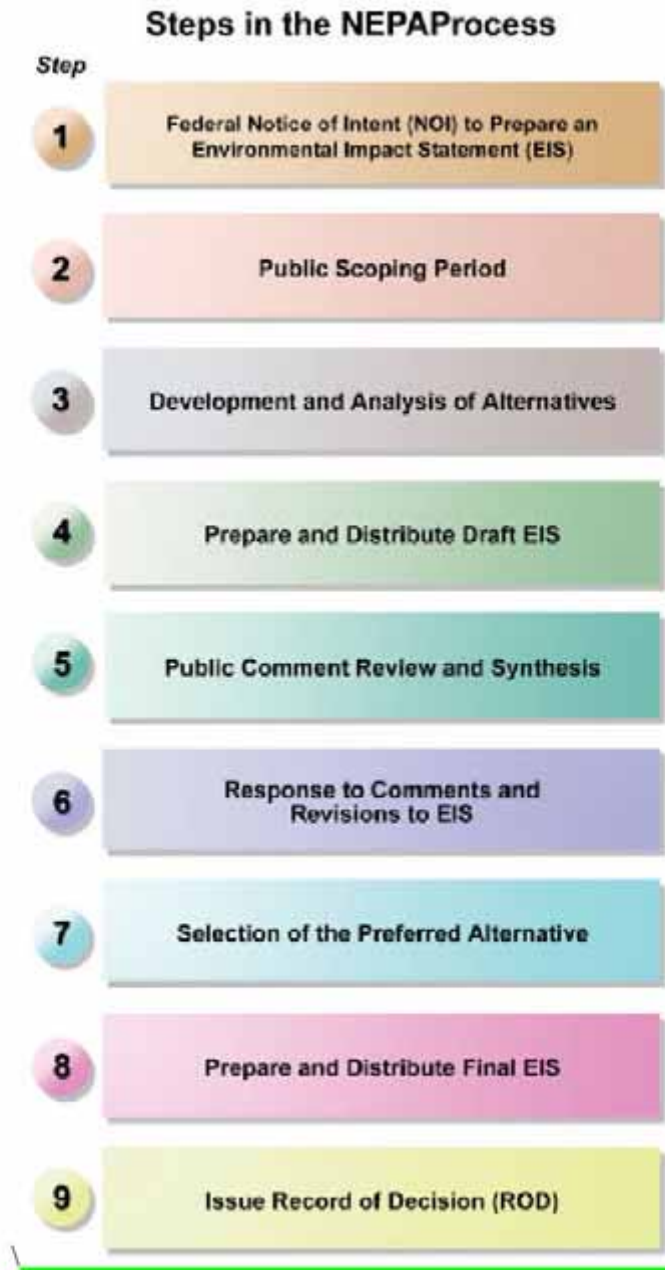 Steps in the NEPAProcess
Step
1
Federal Notice of Intent (NOI) to Prepare an
Environmental Impact Statement (EIS)
2
Public Scoping Period
3
Development and Analysis of Alternatives
4
Prepare and Distribute Draft EIS
5
Public Comment Review and Synthesis
6
Response to Comments and
Revisions to EIS
7
Selection of the Preferred Alternative
8
Prepare and Distribute Final EIS
9
Issue Record of Decision (ROD)
\